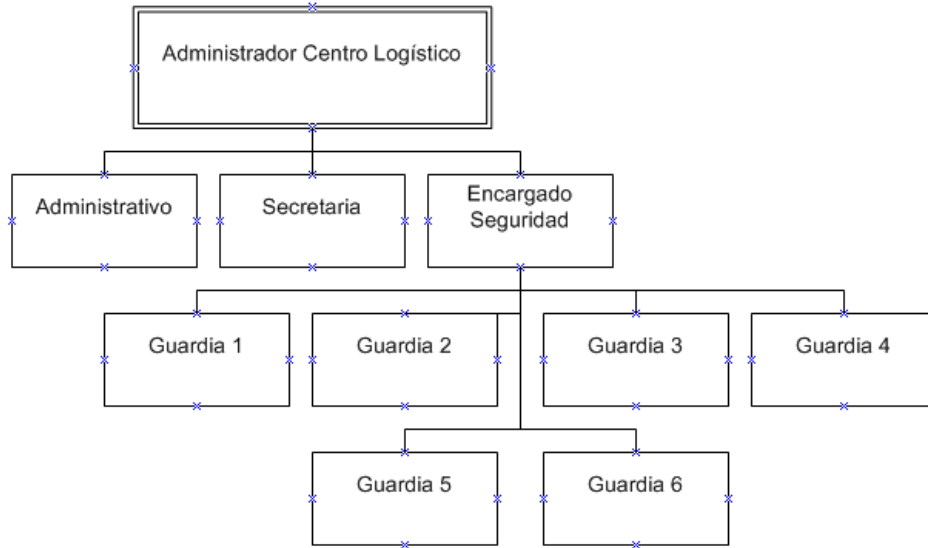 Administrador Centro Logístico
Administrativo
Secretaria
Encargado
Seguridad
Guardia 1
Guardia 2
Guardia 3
Guardia 4
Guardia 5
Guardia 6